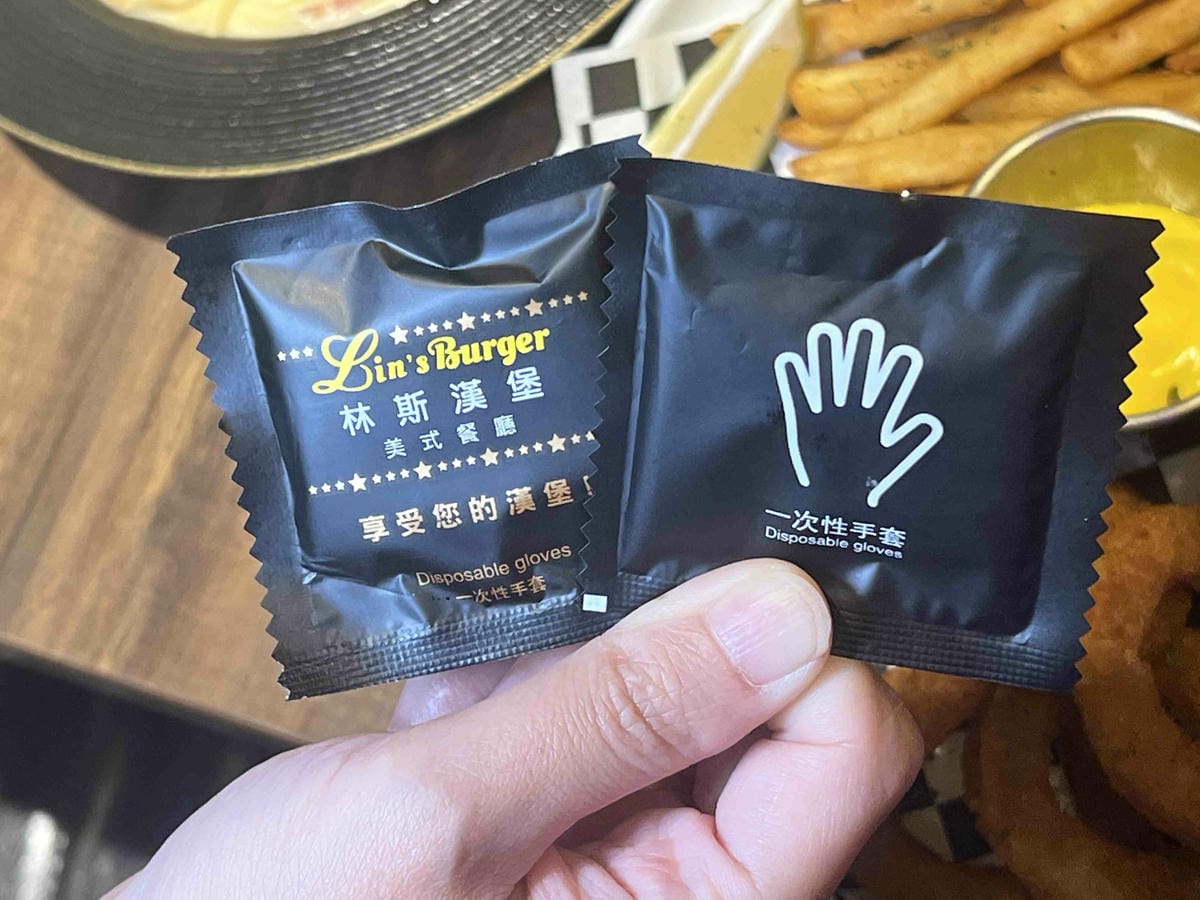 Lin's Burger
林斯漢堡
美式餐廳
享受您的漢堡
Disposable gloves
一次性手套
一次性手套
Disposable gloves